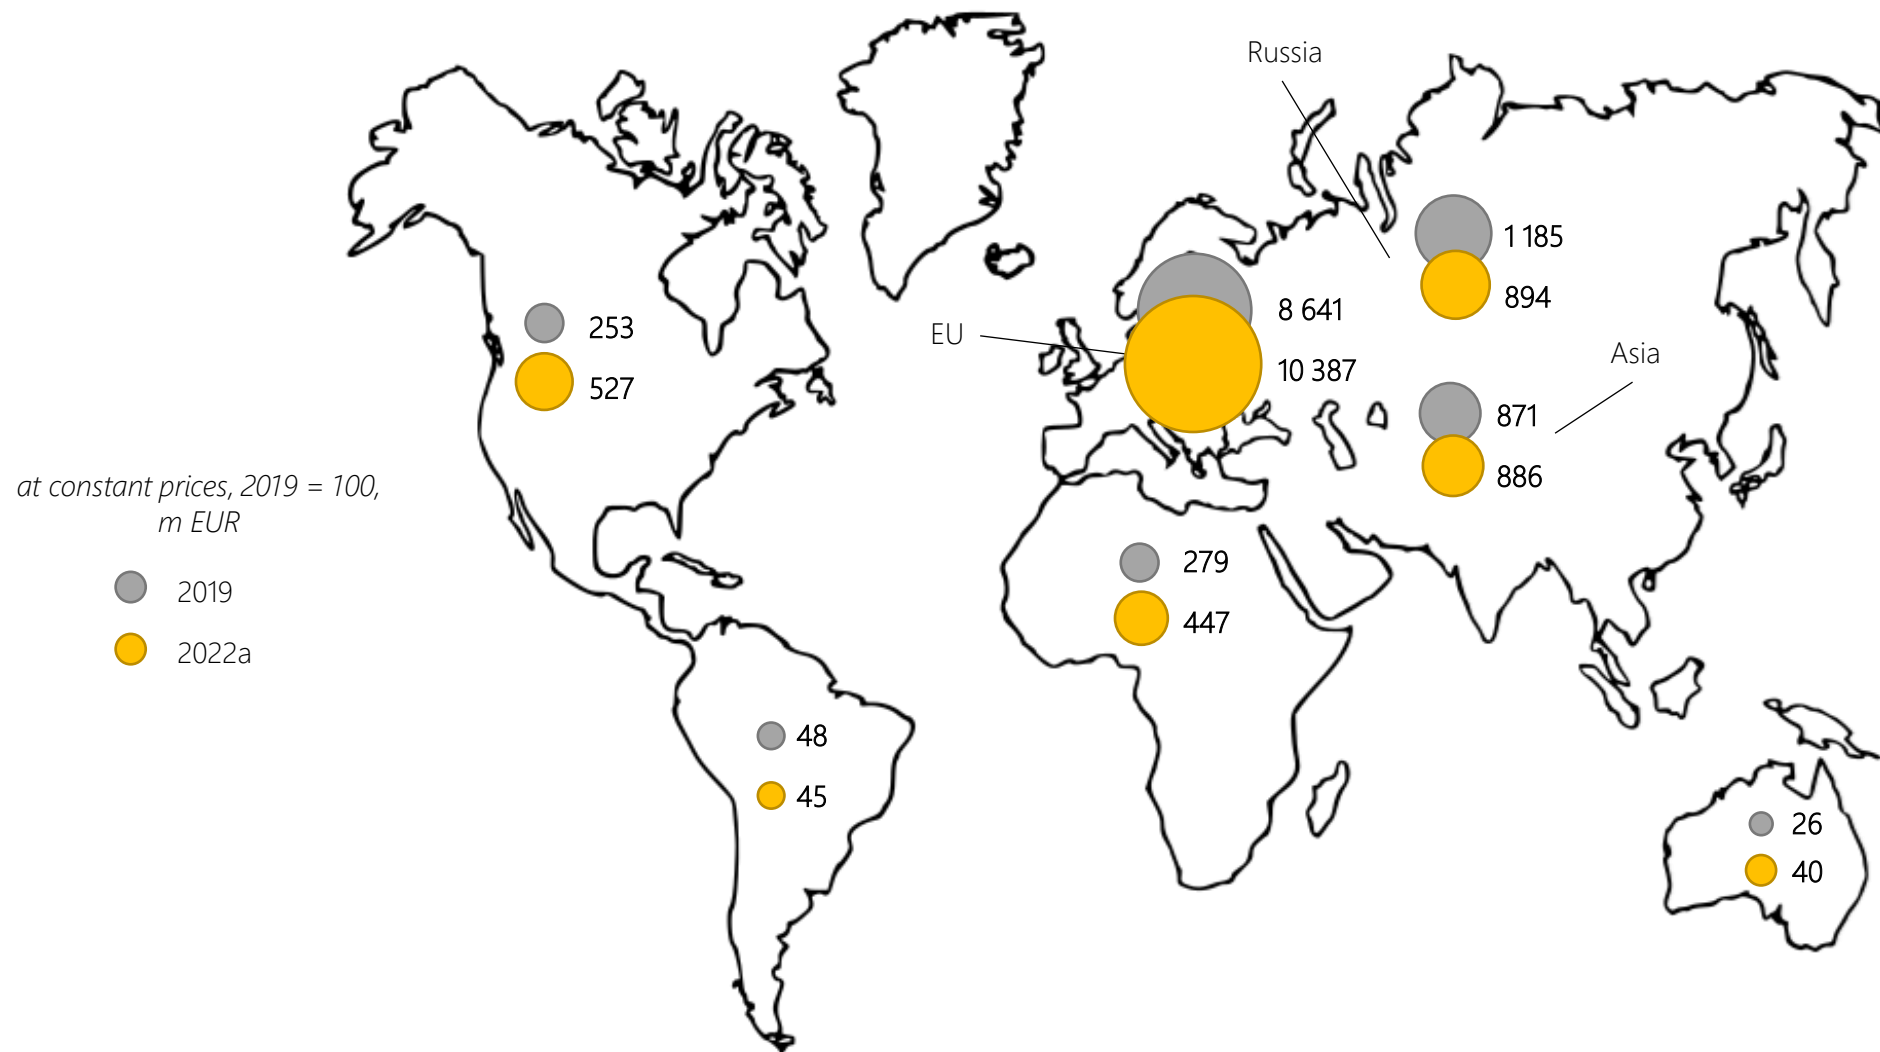 Russia
1 185
894
8 641
10 387
EU
253
527
Asia
871
886
at constant prices, 2019 = 100,
m EUR
2019
2022a
279
447
48
45
26
40